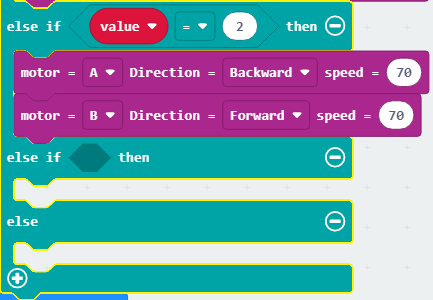 else if value = 2 then
motor = A Direction = Backward speed = 70
motor = B Direction = Forward speed = 70
else if then
else